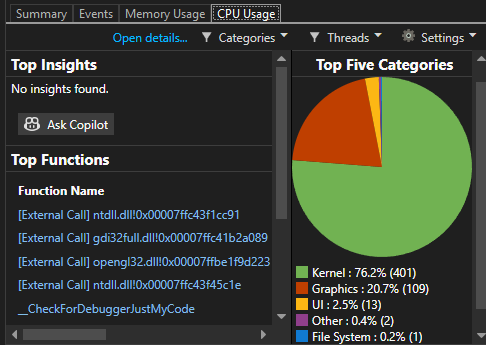 Summary Events Memory Usage CPU Usage
Open details... Categories Threads Settings
Top Insights
No insights found.
Ask Copilot
Top Functions
Function Name
[External Call] ntdll.dll!0x00007ffc43f1cc91
[External Call] gdi32full.dll!0x00007ffc41b2a089
[External Call] opengl32.dll!0x00007ffbe1f9d223
[External Call] ntdll.dll!0x00007ffc43f45c1e
__CheckForDebuggerJustMyCode
Top Five Categories
Kernel : 76.2% (401)
Graphics : 20.7% (109)
UI : 2.5% (13)
Other : 0.4% (2)
File System : 0.2% (1)